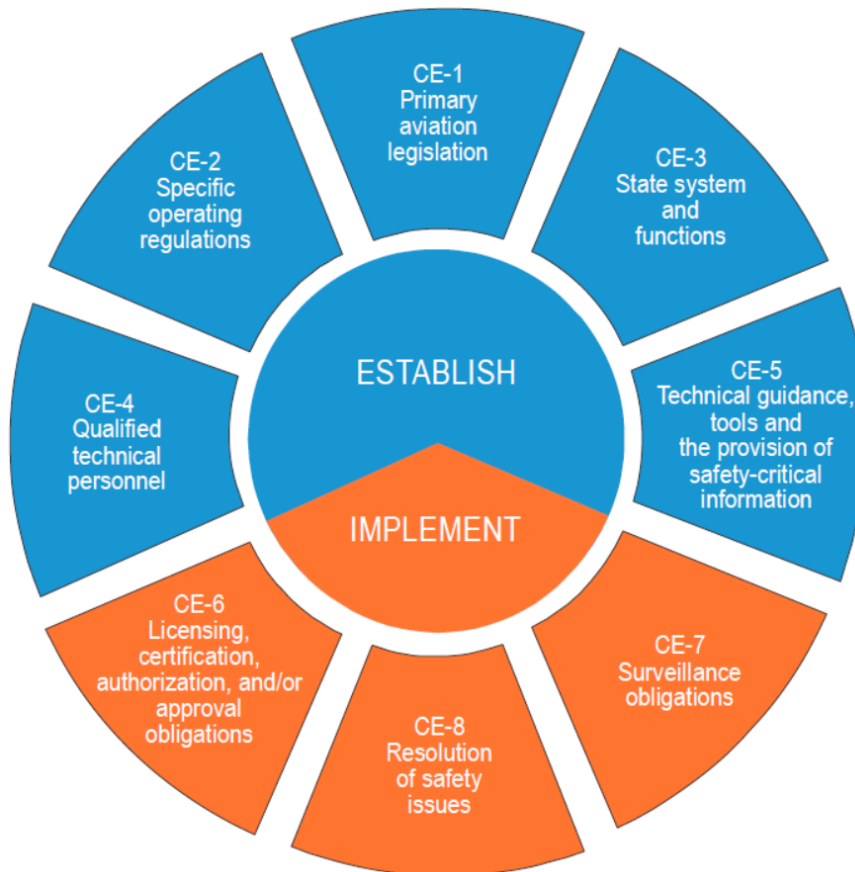 CE-1
Primary
aviation
legislation
CE-2
Specific
operating
regulations
CE-3
State system
and
functions
ESTABLISH
CE-4
Qualified
technical
personnel
CE-5
Technical guidance,
tools and
the provision of
safety-critical
information
IMPLEMENT
CE-6
Licensing,
certification,
authorization, and/or
approval
obligations
CE-7
Surveillance
obligations
CE-8
Resolution
of safety
issues